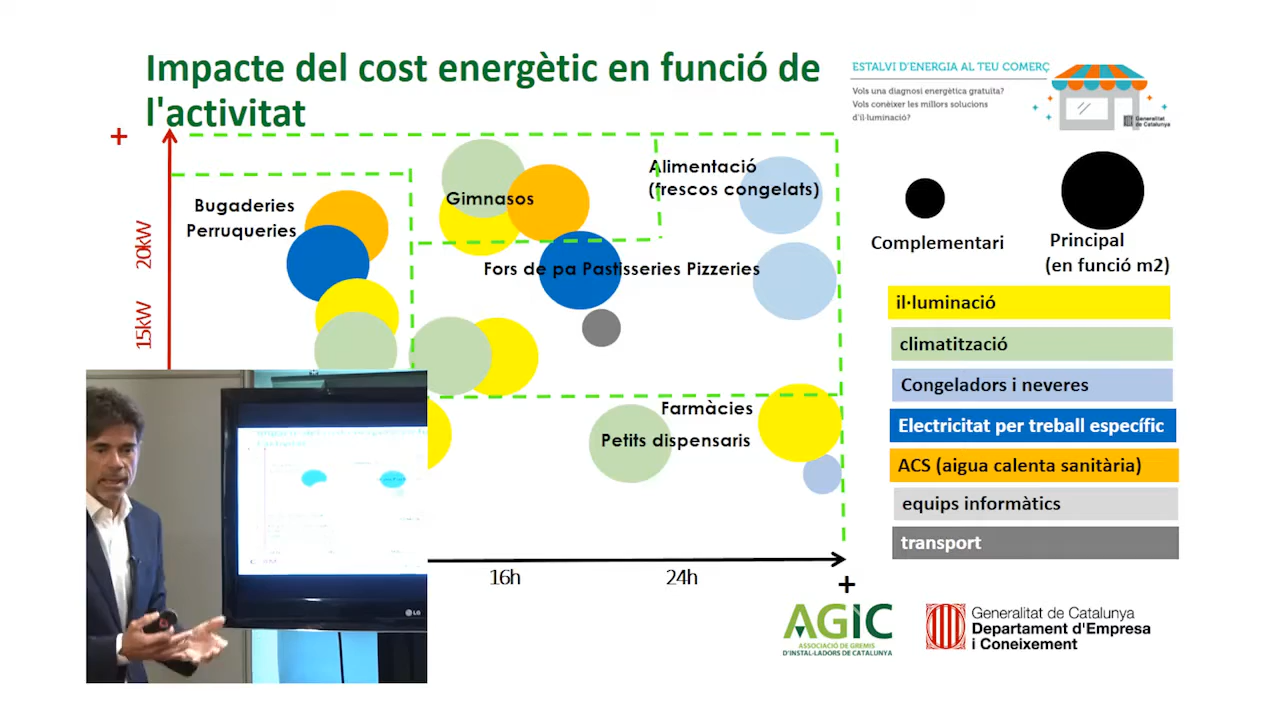 Impacte del cost energètic en funció de
l'activitat
ESTALVI D'ENERGIA AL TEU COMERÇ
Vols una diagnosi energètica gratuïta?
Vols conèixer les millors solucions
d'il·luminació?
Generalitat
de Catalunya
+
20kW
15kW
Bugaderies
Perruqueries
Gimnasos
Alimentació
(frescos congelats)
Fors de pa Pastisseries Pizzeries
Farmàcies
Petits dispensaris
16h
24h
+
Complementari
Principal
(en funció m2)
il·luminació
climatització
Congeladors i neveres
Electricitat per treball específic
ACS (aigua calenta sanitària)
equips informàtics
transport
LG
AGIC
ASSOCIACIÓ DE GREMIS
D'INSTAL·LADORS DE CATALUNYA
Generalitat de Catalunya
Departament d'Empresa
i Coneixement